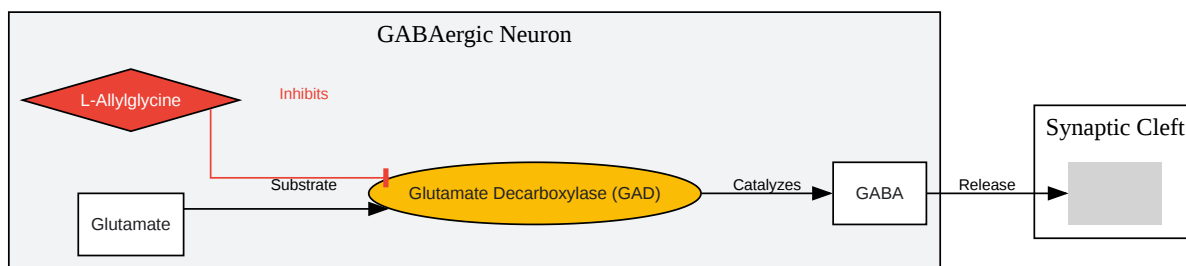 GABAergic Neuron
L-Allylglycine
Inhibits
Synaptic Cleft
Substrate
Glutamate Decarboxylase (GAD)
Catalyzes
GABA
Release
Glutamate